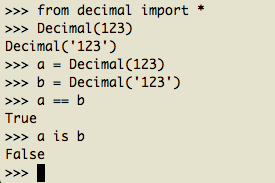 >>> from decimal import *
>>> Decimal(123)
Decimal('123')
>>> a = Decimal(123)
>>> b = Decimal('123')
>>> a == b
True
>>> a is b
False
>>>